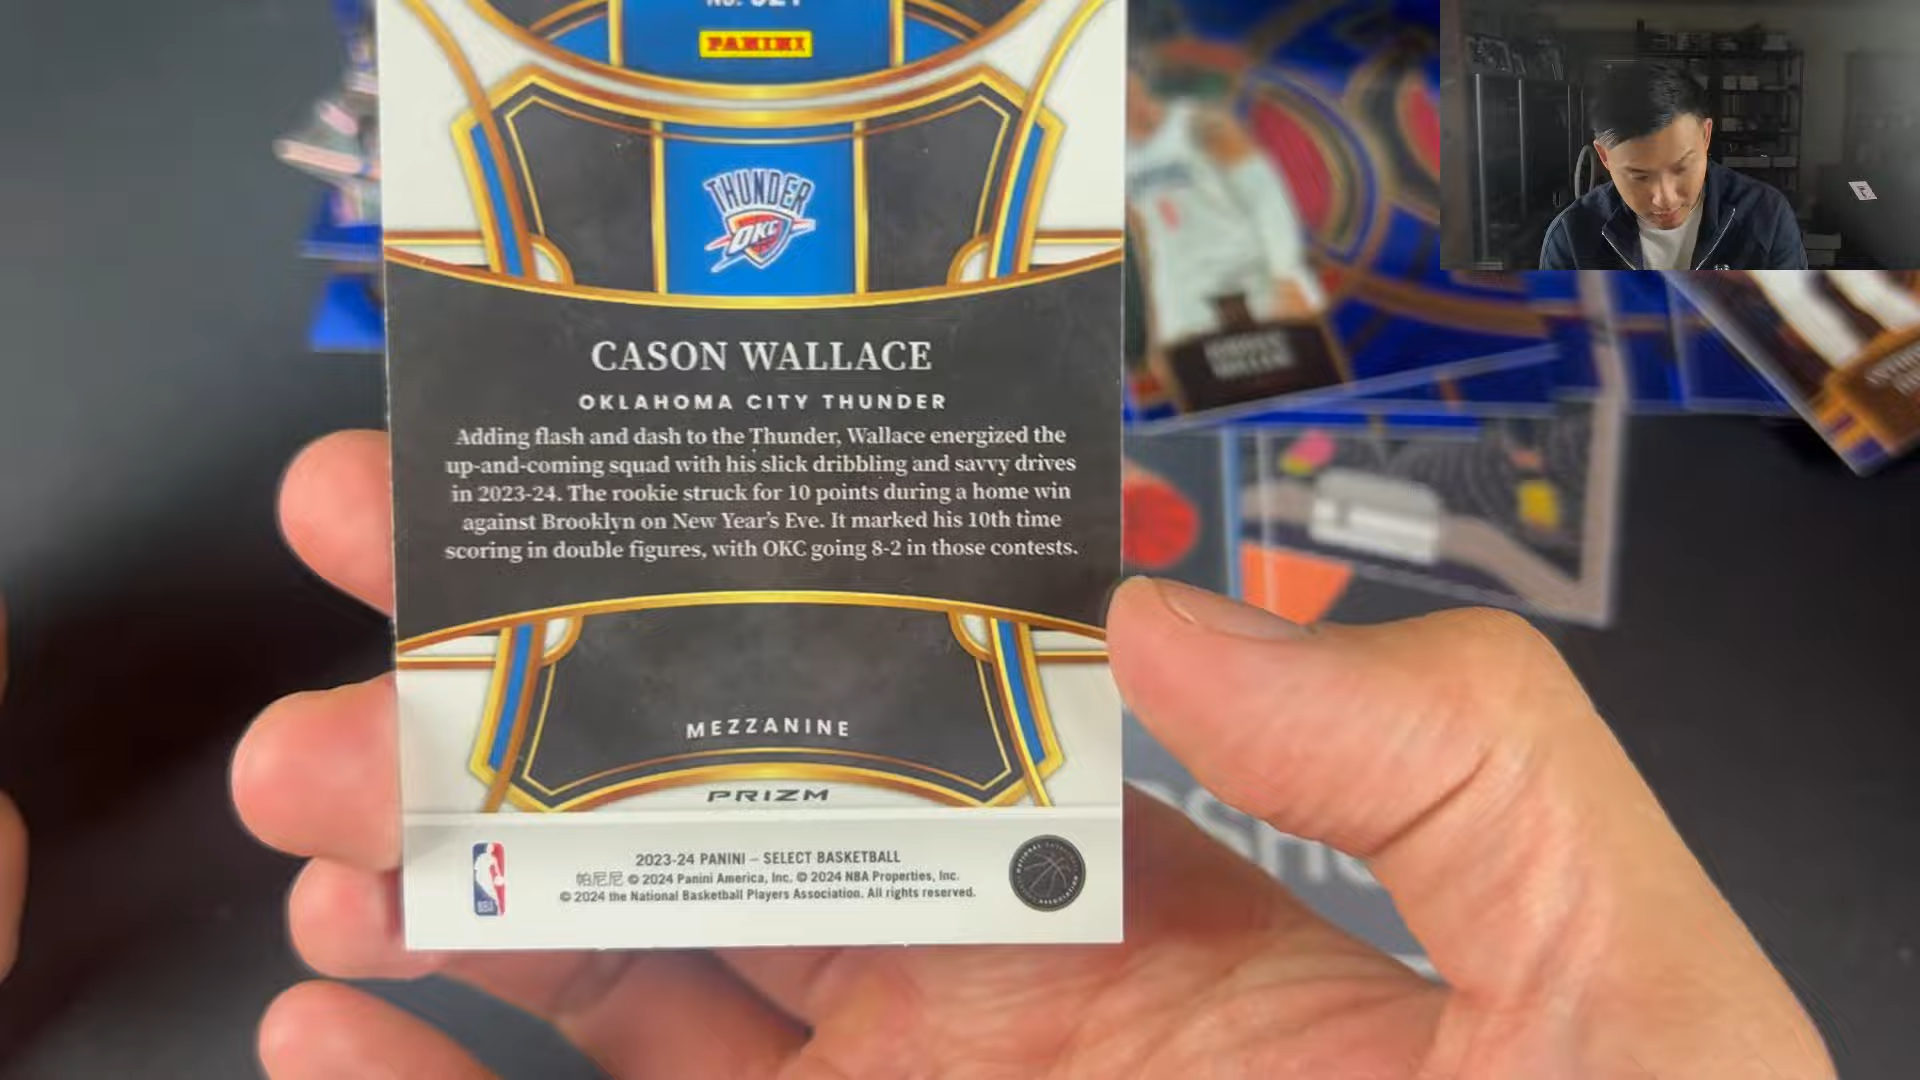 PANINI
THUNDER
OKC
CASON WALLACE
OKLAHOMA CITY THUNDER
Adding flash and dash to the Thunder, Wallace energized the
up-and-coming squad with his slick dribbling and savvy drives
in 2023-24. The rookie struck for 10 points during a home win
against Brooklyn on New Year's Eve. It marked his 10th time
scoring in double figures, with OKC going 8-2 in those contests.
MEZZANINE
PRIZM
NBA
2023-24 PANINI – SELECT BASKETBALL
帕尼尼 © 2024 Panini America, Inc. © 2024 NBA Properties, Inc.
© 2024 the National Basketball Players Association. All rights reserved.